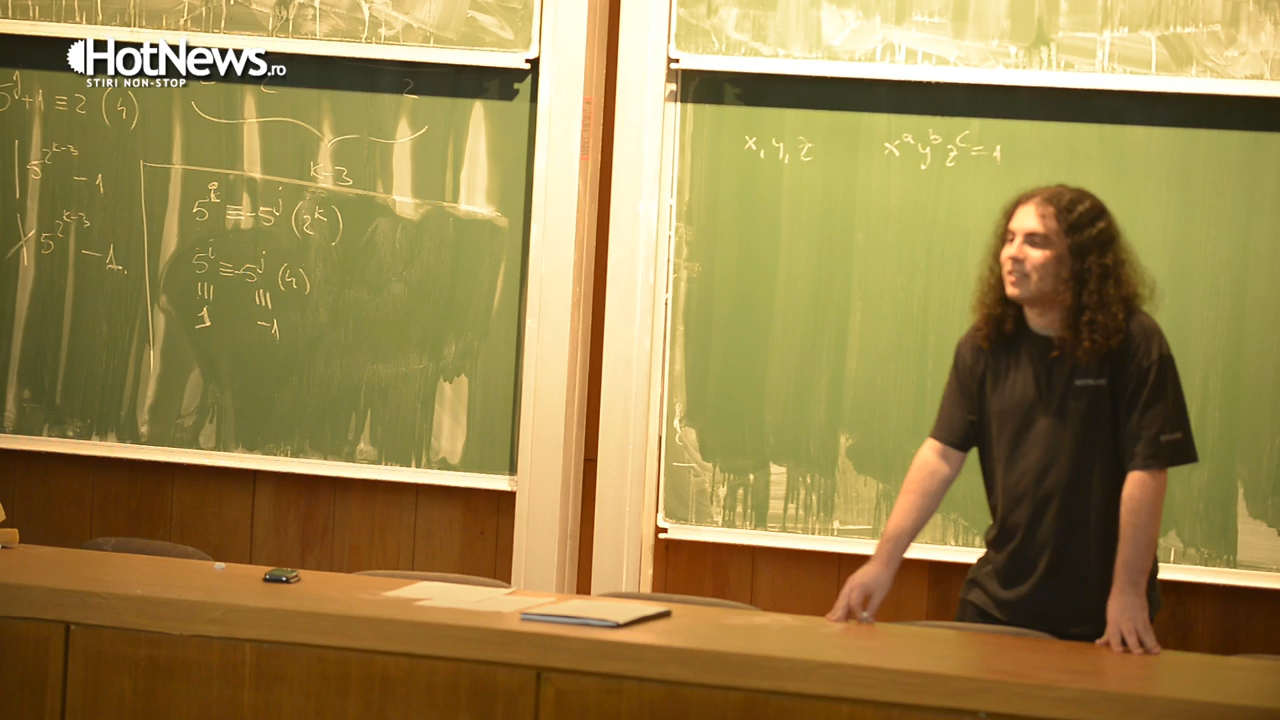 HotNews.ro
STIRI NON-STOP
5^j+1 ≡ 2 (4)
| 5^{2^{k-3}} - 1
2
k-3
5^i ≡ -5^j (2^k)
5^{2^{k-3}} - 1.
5^i ≡ -5^j (4)
1 -1
x, y, z x^a y^b z^c = 1